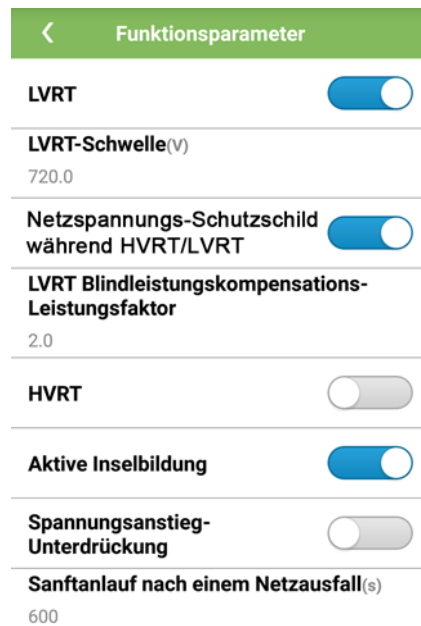 Funktionsparameter
LVRT
LVRT-Schwelle(V)
720.0
Netzspannungs-Schutzschild
während HVRT/LVRT
LVRT Blindleistungskompensations-
Leistungsfaktor
2.0
HVRT
Aktive Inselbildung
Spannungsanstieg-
Unterdrückung
Sanftanlauf nach einem Netzausfall(s)
600